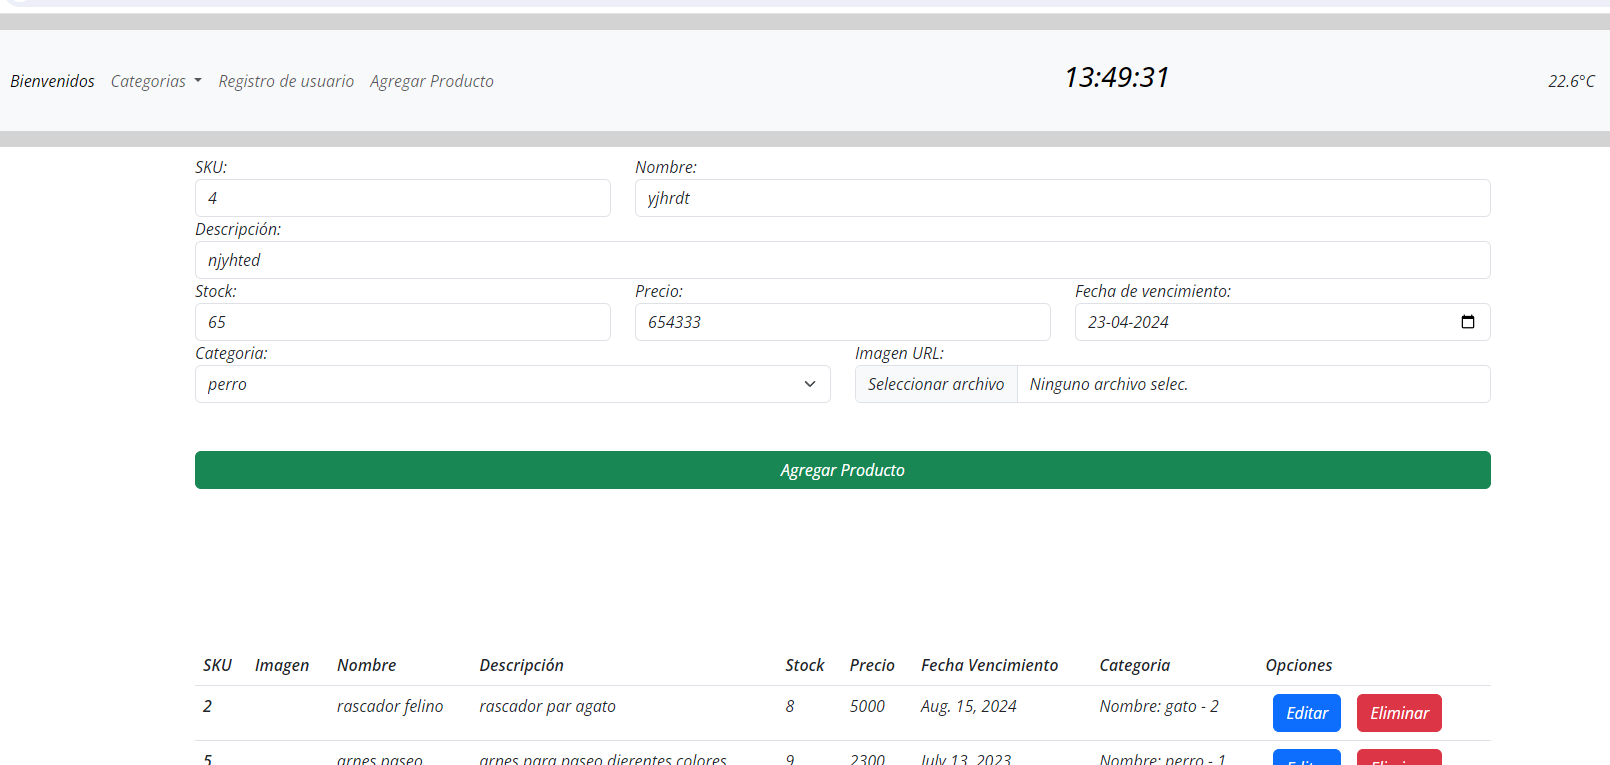 Bienvenidos Categorias Registro de usuario Agregar Producto 13:49:31 22.6°C
SKU: Nombre:
4 yjhrdt
Descripción:
njyhted
Stock: Precio: Fecha de vencimiento:
65 654333 23-04-2024
Categoria: Imagen URL:
perro Seleccionar archivo Ninguno archivo selec.
Agregar Producto
SKU Imagen Nombre Descripción Stock Precio Fecha Vencimiento Categoria Opciones
2 rascador felino rascador par agato 8 5000 Aug. 15, 2024 Nombre: gato - 2 Editar Eliminar
5 arnes paseo arnes para paseo dierentes colores 9 2300 July 13, 2023 Nombre: perro - 1 Editar Eliminar